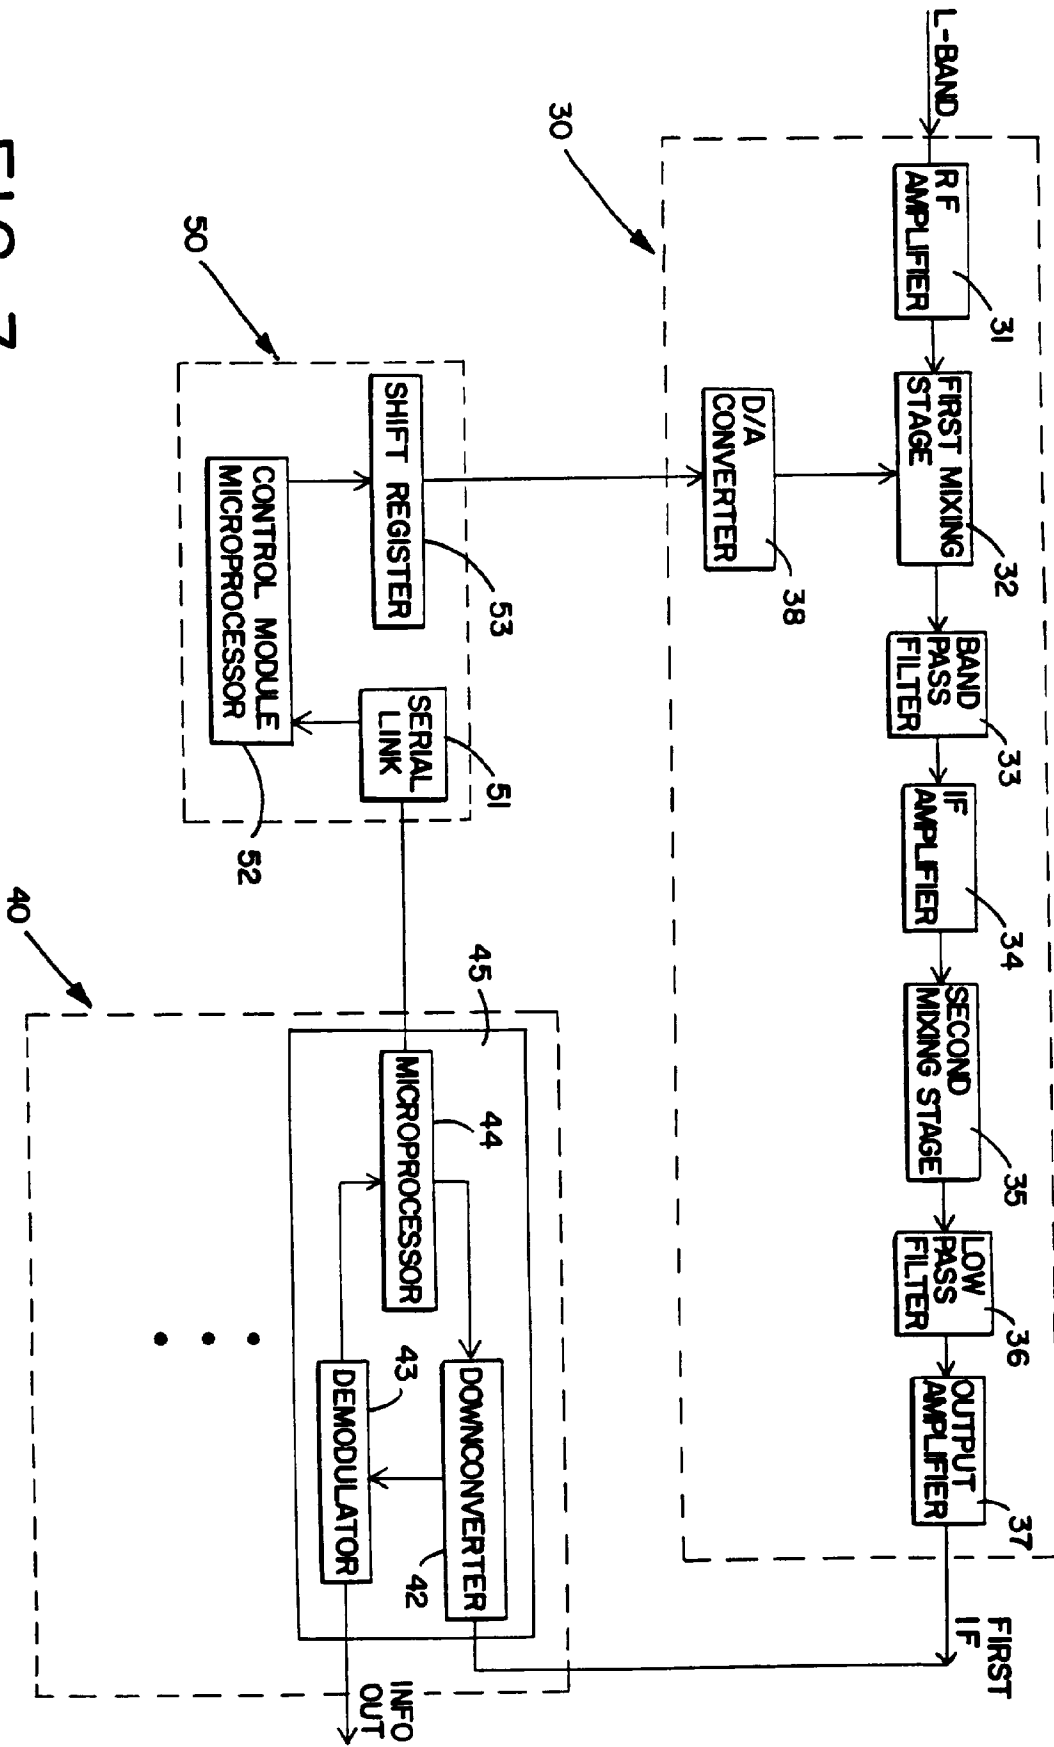 L-BAND
RF
AMPLIFIER
31
FIRST MIXING
STAGE
32
BAND
PASS
FILTER
33
IF
AMPLIFIER
34
SECOND
MIXING STAGE
35
LOW
PASS
FILTER
36
OUTPUT
AMPLIFIER
37
FIRST
IF
30
D/A
CONVERTER
38
50
SHIFT REGISTER
53
SERIAL
LINK
51
CONTROL MODULE
MICROPROCESSOR
52
40
45
MICROPROCESSOR
44
DOWNCONVERTER
42
DEMODULATOR
43
INFO
OUT